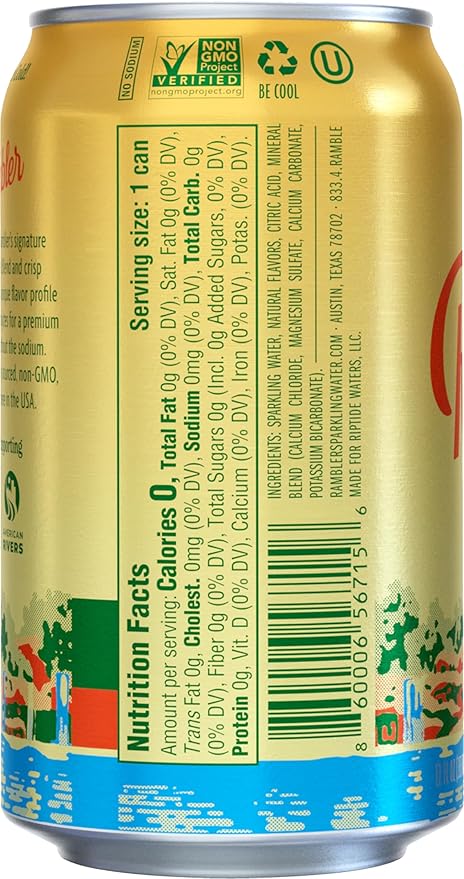 NO SODIUM
NON
GMO
Project
VERIFIED
nongmoproject.org
BE COOL
U
Nutrition Facts Serving size: 1 can
Amount per serving: Calories 0, Total Fat 0g (0% DV), Sat. Fat 0g (0% DV),
Trans Fat 0g, Cholest. 0mg (0% DV), Sodium 0mg (0% DV), Total Carb. 0g
(0% DV), Fiber 0g (0% DV), Total Sugars 0g (Incl. 0g Added Sugars, 0%
DV), Protein 0g, Vit. D (0% DV), Calcium (0% DV), Iron (0% DV), Potas. (0% DV).
INGREDIENTS: SPARKLING WATER, NATURAL FLAVORS, CITRIC ACID, MINERAL
BLEND (CALCIUM CHLORIDE, MAGNESIUM SULFATE, CALCIUM CARBONATE,
POTASSIUM BICARBONATE).
RAMBLERSPARKLINGWATER.COM · AUSTIN, TEXAS 78702 · 833.4.RAMBLE
MADE FOR RIPTIDE WATERS, LLC.
8 60006 56715 6
signature
lend and crisp
flavor profile
for a premium
the sodium.
non-GMO,
in the USA.
AMERICAN
RIVERS